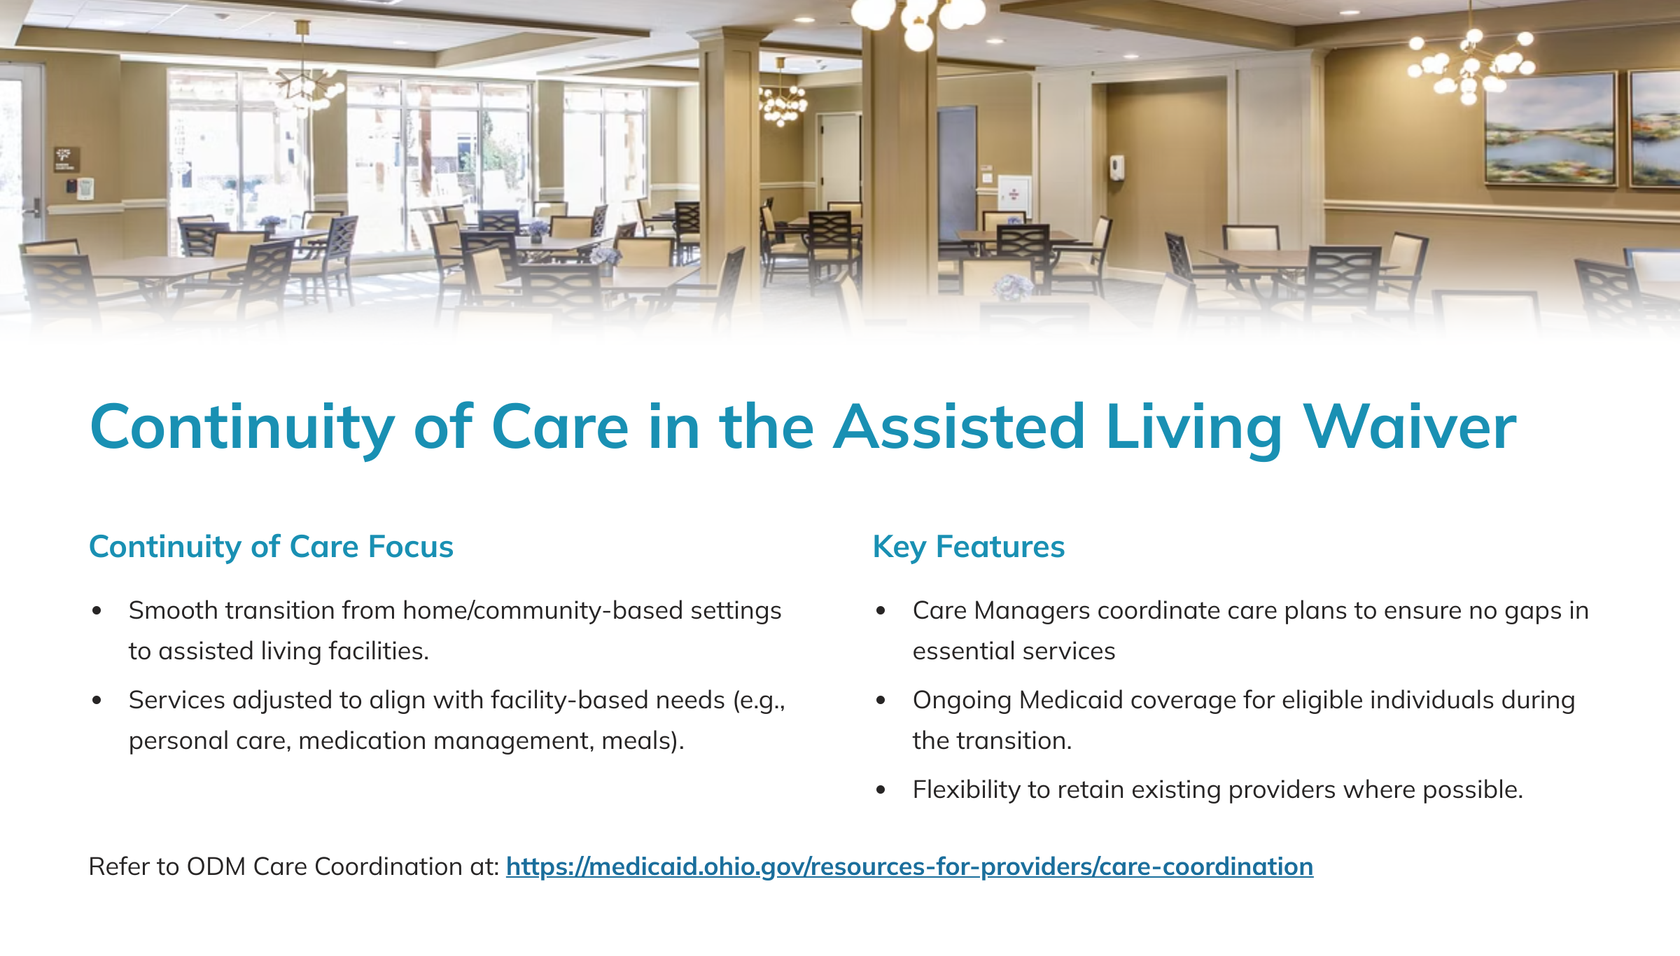 Continuity of Care in the Assisted Living Waiver
Continuity of Care Focus
• Smooth transition from home/community-based settings
to assisted living facilities.
• Services adjusted to align with facility-based needs (e.g.,
personal care, medication management, meals).
Key Features
• Care Managers coordinate care plans to ensure no gaps in
essential services
• Ongoing Medicaid coverage for eligible individuals during
the transition.
• Flexibility to retain existing providers where possible.
Refer to ODM Care Coordination at: https://medicaid.ohio.gov/resources-for-providers/care-coordination